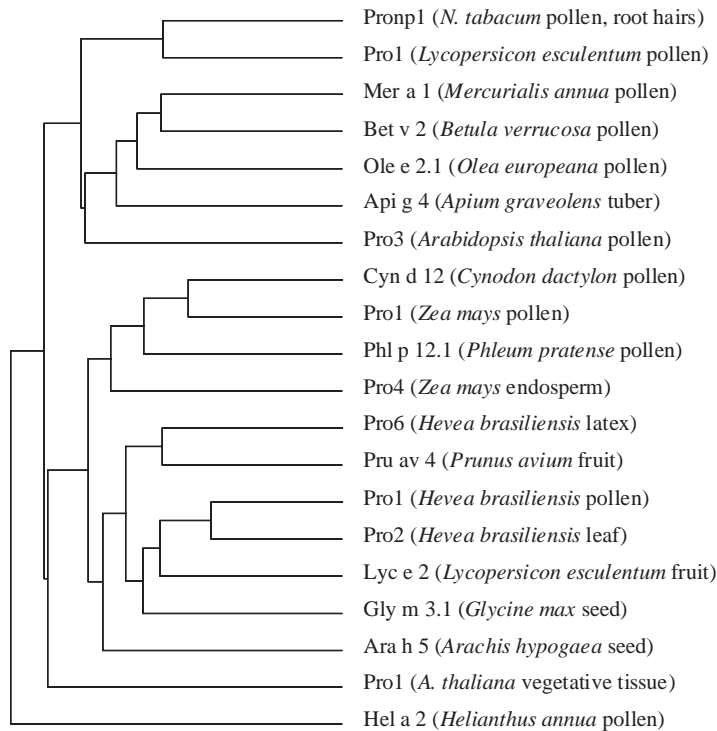 Pronp1 (N. tabacum pollen, root hairs)
Pro1 (Lycopersicon esculentum pollen)
Mer a 1 (Mercurialis annua pollen)
Bet v 2 (Betula verrucosa pollen)
Ole e 2.1 (Olea europeana pollen)
Api g 4 (Apium graveolens tuber)
Pro3 (Arabidopsis thaliana pollen)
Cyn d 12 (Cynodon dactylon pollen)
Pro1 (Zea mays pollen)
Phl p 12.1 (Phleum pratense pollen)
Pro4 (Zea mays endosperm)
Pro6 (Hevea brasiliensis latex)
Pru av 4 (Prunus avium fruit)
Pro1 (Hevea brasiliensis pollen)
Pro2 (Hevea brasiliensis leaf)
Lyc e 2 (Lycopersicon esculentum fruit)
Gly m 3.1 (Glycine max seed)
Ara h 5 (Arachis hypogaea seed)
Pro1 (A. thaliana vegetative tissue)
Hel a 2 (Helianthus annua pollen)